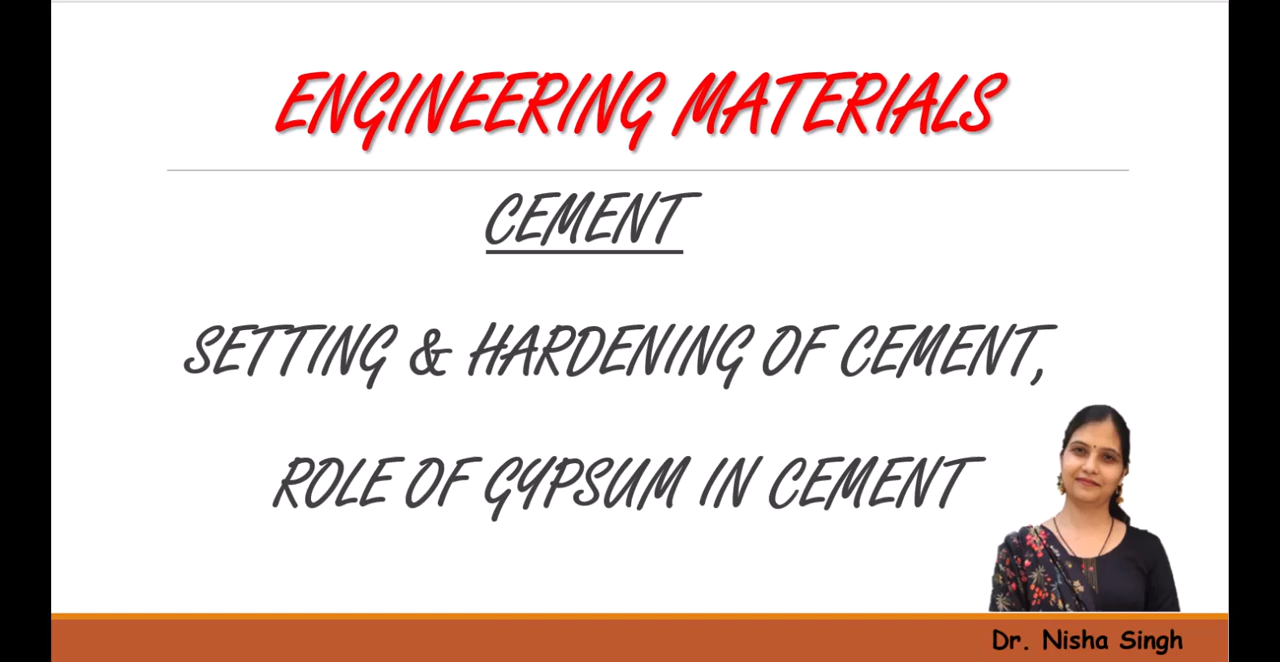 ENGINEERING MATERIALS
CEMENT
SETTING & HARDENING OF CEMENT,
ROLE OF GYPSUM IN CEMENT
Dr. Nisha Singh